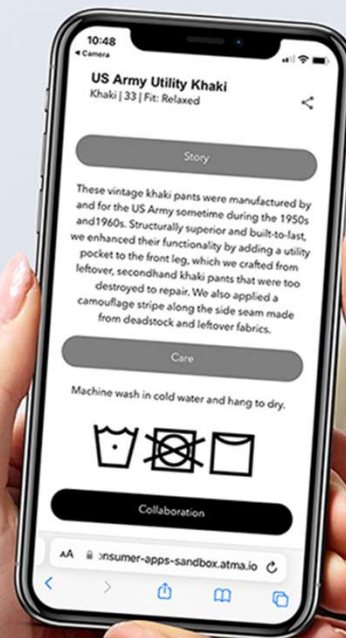 10:48
◀ Camera
US Army Utility Khaki
Khaki | 33 | Fit: Relaxed
Story
These vintage khaki pants were manufactured by
and for the US Army sometime during the 1950s
and1960s. Structurally superior and built-to-last,
we enhanced their functionality by adding a utility
pocket to the front leg, which we crafted from
leftover, secondhand khaki pants that were too
destroyed to repair. We also applied a
camouflage stripe along the side seam made
from deadstock and leftover fabrics.
Care
Machine wash in cold water and hang to dry.
Collaboration
AA onsumer-apps-sandbox.atma.io